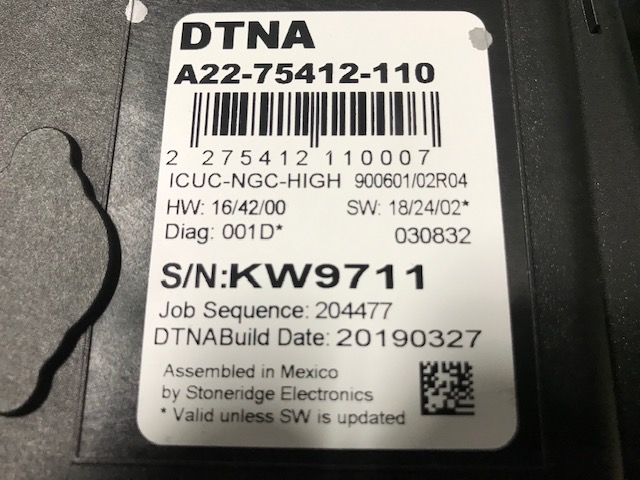 DTNA
A22-75412-110
2 275412 110007
ICUC-NGC-HIGH 900601/02R04
HW: 16/42/00 SW: 18/24/02*
Diag: 001D* 030832
S/N:KW9711
Job Sequence: 204477
DTNABuild Date: 20190327
Assembled in Mexico
by Stoneridge Electronics
* Valid unless SW is updated